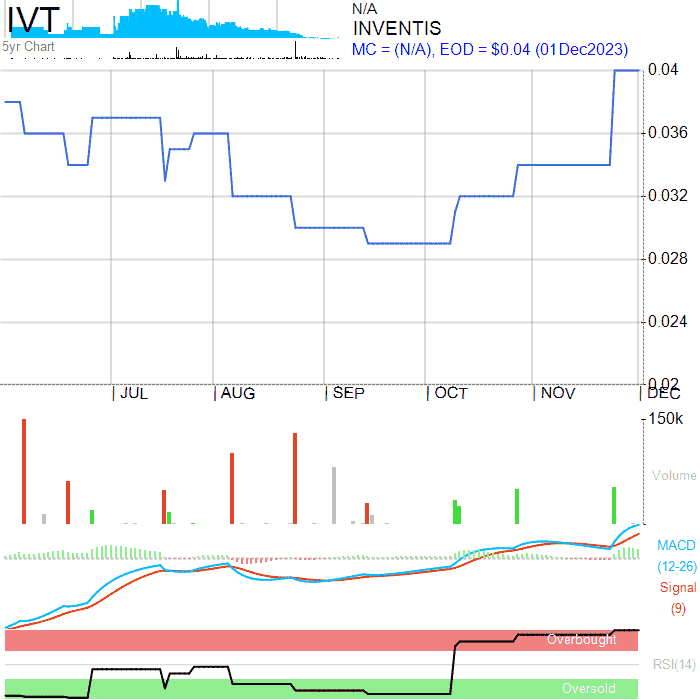 IVT
5yr Chart
N/A
INVENTIS
MC = (N/A), EOD = $0.04 (01Dec2023)
0.04
0.036
0.032
0.028
0.024
0.02
JUL AUG SEP OCT NOV DEC
150k
Volume
MACD
(12-26)
Signal
(9)
Overbought
RSI(14)
Oversold